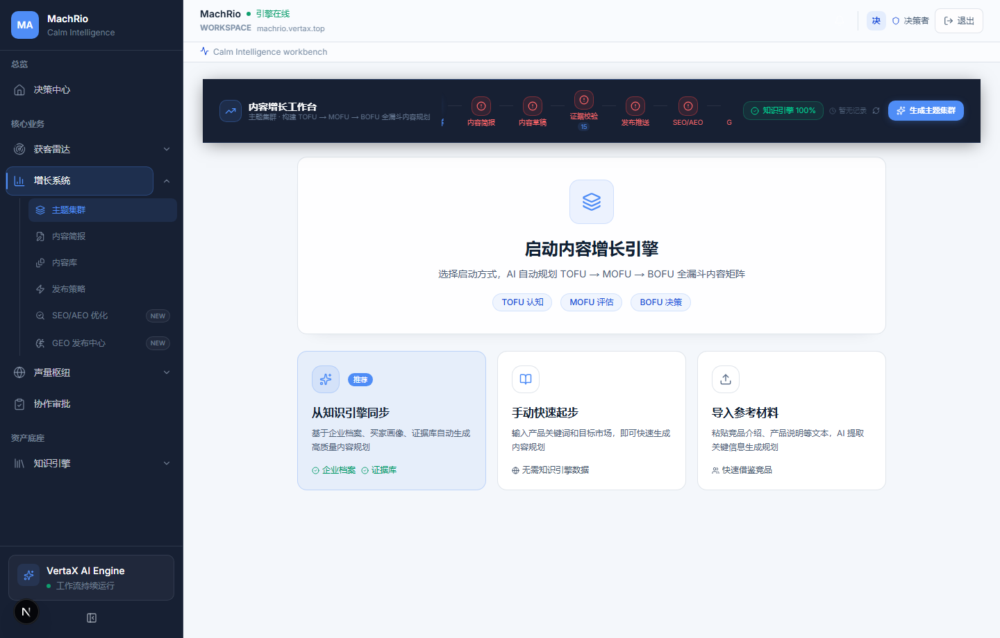 MA
MachRio
Calm Intelligence
总览
决策中心
核心业务
获客雷达
增长系统
主题集群
内容简报
内容库
发布策略
SEO/AEO 优化
NEW
GEO 发布中心
NEW
声量枢纽
协作审批
资产底座
知识引擎
VertaX AI Engine
工作流持续运行
N
MachRio
引擎在线
WORKSPACE machrio.vertax.top
决
决策者
退出
Calm Intelligence workbench
内容增长工作台
主题集群 · 构建 TOFU → MOFU → BOFU 全漏斗内容规划
内容简报
内容草稿
证据校验
15
发布推送
SEO/AEO
G
知识引擎 100%
暂无记录
生成主题集群
启动内容增长引擎
选择启动方式，AI 自动规划 TOFU → MOFU → BOFU 全漏斗内容矩阵
TOFU 认知
MOFU 评估
BOFU 决策
推荐
从知识引擎同步
基于企业档案、买家画像、证据库自动生成
高质量内容规划
企业档案
证据库
手动快速起步
输入产品关键词和目标市场，即可快速生成
内容规划
无需知识引擎数据
导入参考材料
粘贴竞品介绍、产品说明等文本，AI 提取
关键信息生成规划
快速借鉴竞品